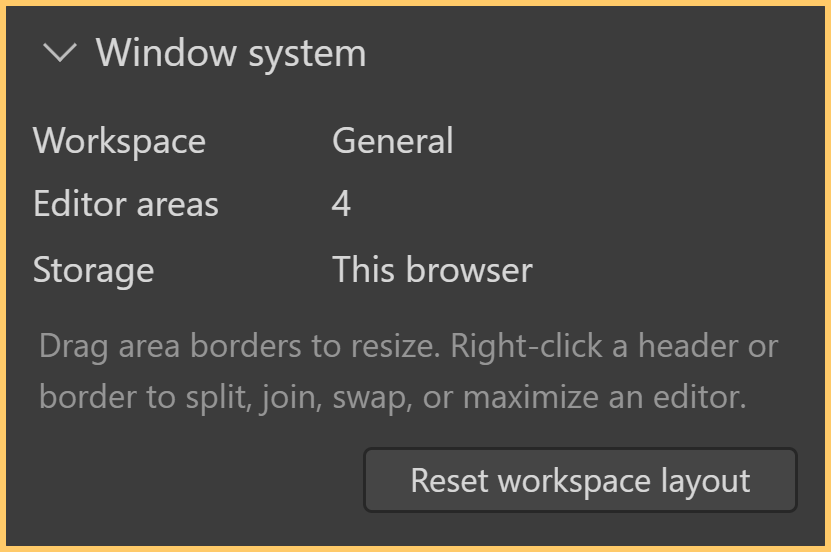 Window system
Workspace General
Editor areas 4
Storage This browser
Drag area borders to resize. Right-click a header or
border to split, join, swap, or maximize an editor.
Reset workspace layout